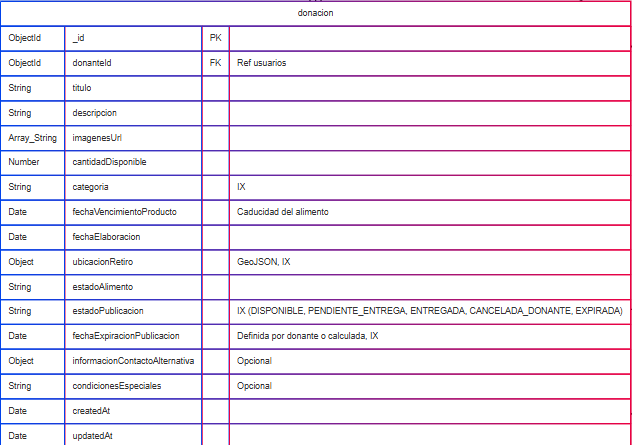 donacion
ObjectId _id PK
ObjectId donanteId FK Ref usuarios
String titulo
String descripcion
Array_String imagenesUrl
Number cantidadDisponible
String categoria IX
Date fechaVencimientoProducto Caducidad del alimento
Date fechaElaboracion
Object ubicacionRetiro GeoJSON, IX
String estadoAlimento
String estadoPublicacion IX (DISPONIBLE, PENDIENTE_ENTREGA, ENTREGADA, CANCELADA_DONANTE, EXPIRADA)
Date fechaExpiracionPublicacion Definida por donante o calculada, IX
Object informacionContactoAlternativa Opcional
String condicionesEspeciales Opcional
Date createdAt
Date updatedAt